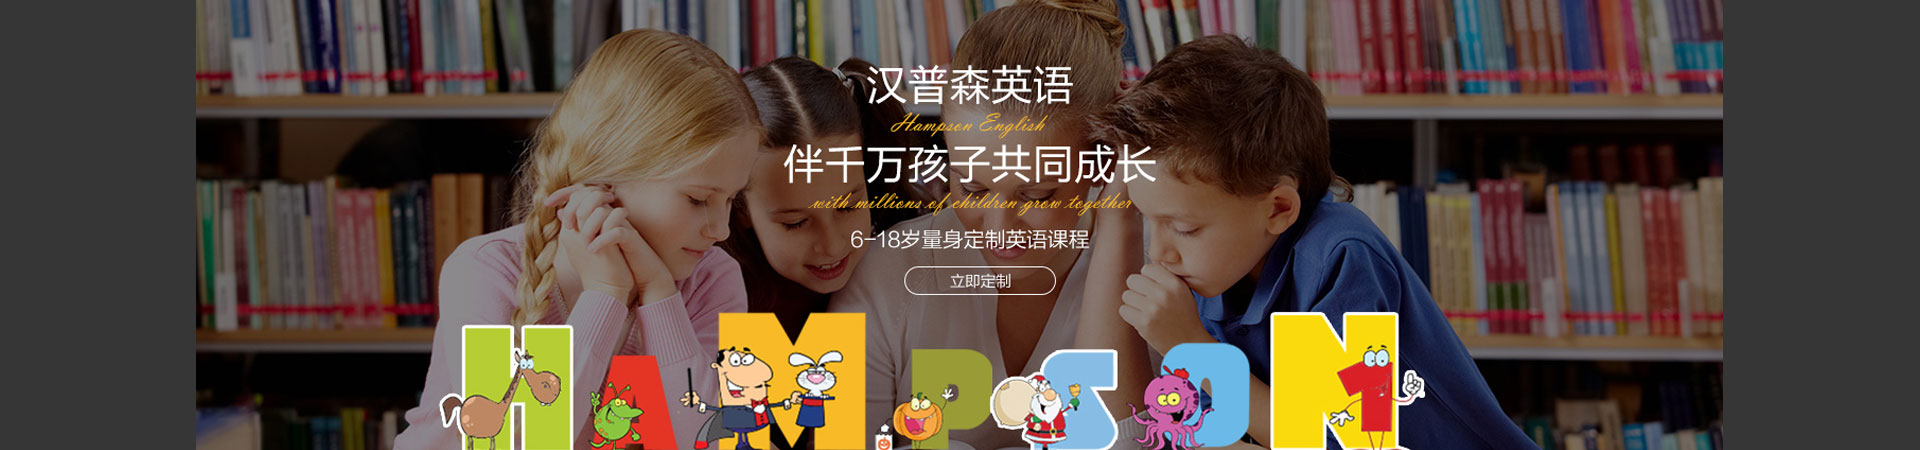 汉普森英语
Hampson English
伴千万孩子共同成长
with millions of children grow together
6-18岁量身定制英语课程
立即定制
HAMPSON
1